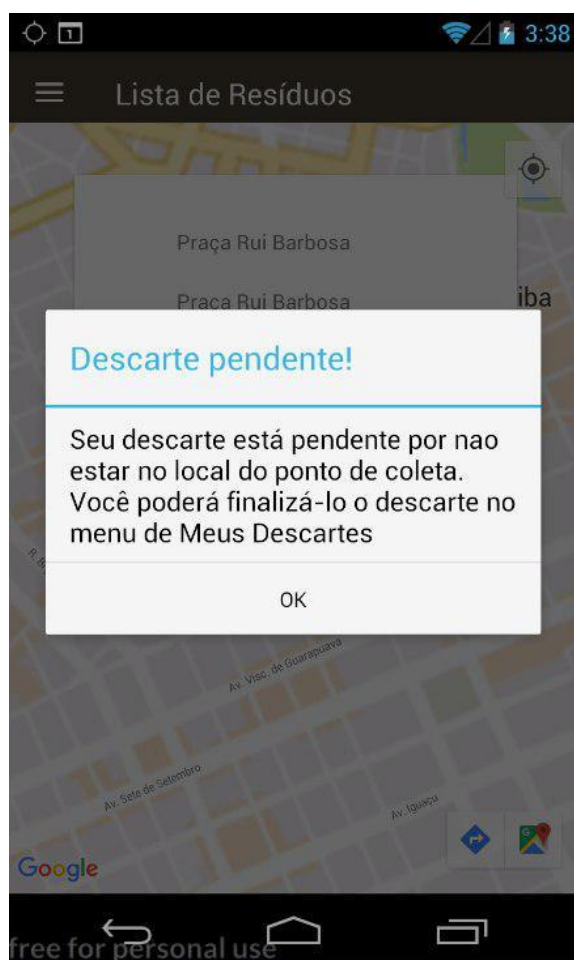 1
3:38
Lista de Resíduos
Praça Rui Barbosa
Praça Rui Barbosa
iba
Descarte pendente!
Seu descarte está pendente por nao
estar no local do ponto de coleta.
Você poderá finalizá-lo o descarte no
menu de Meus Descartes
OK
Av. Visc. de Guarapuava
Av. Sete de Setembro
Av. Iguaçu
Google
free for personal use